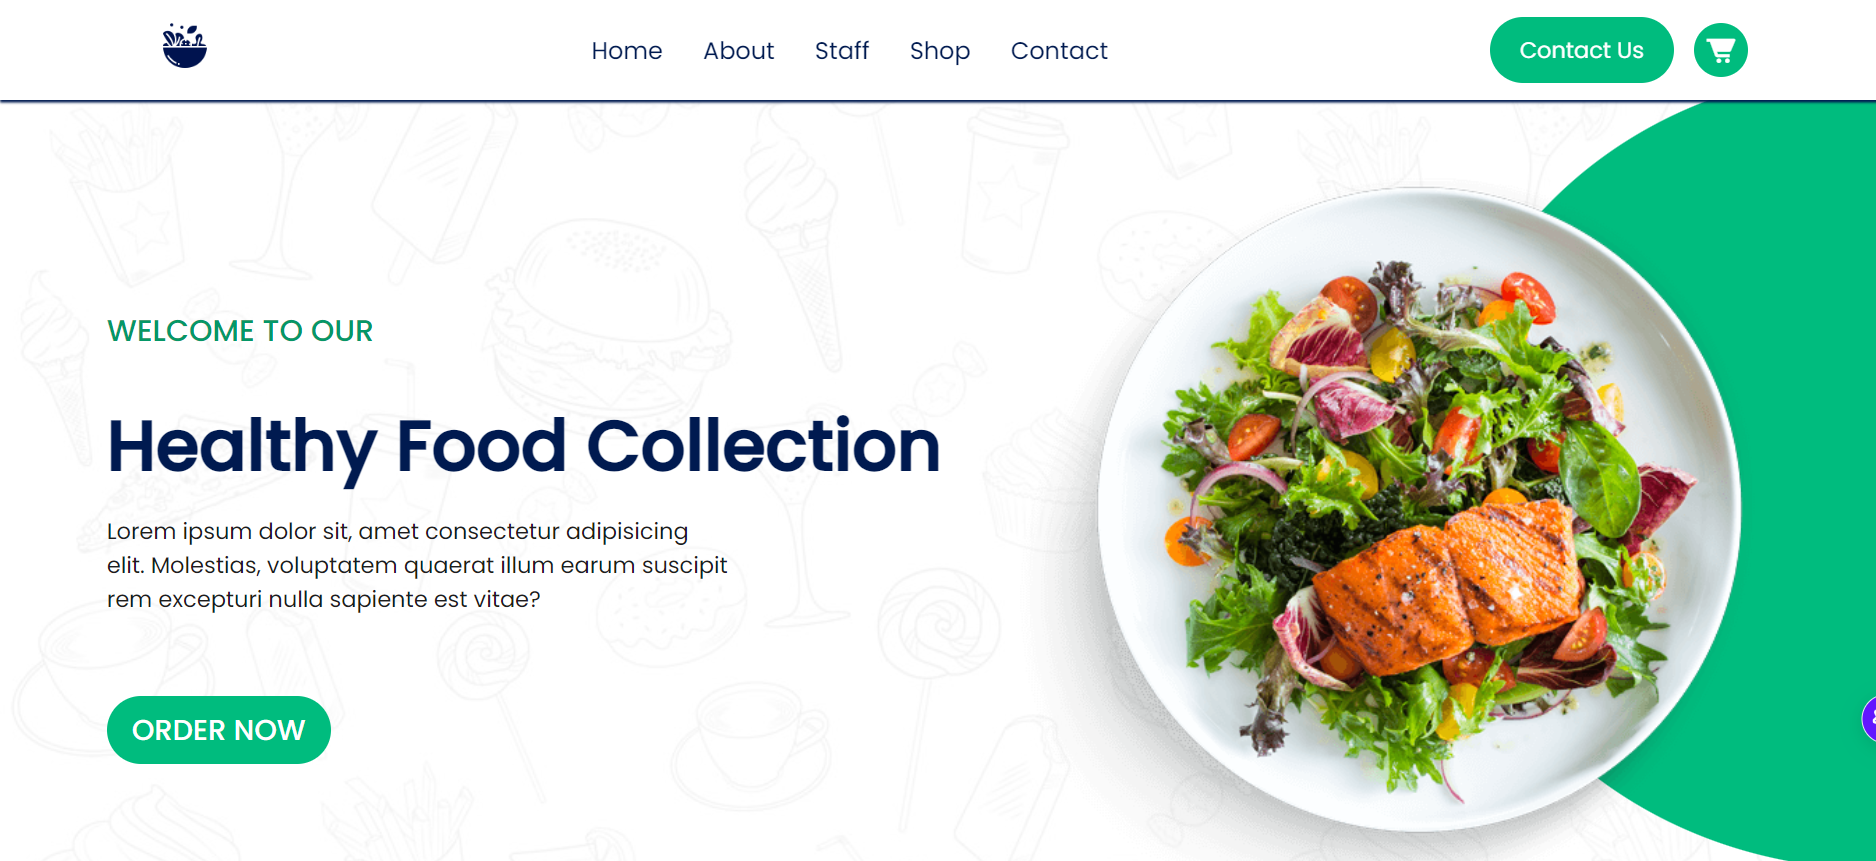 Home About Staff Shop Contact
Contact Us
WELCOME TO OUR
Healthy Food Collection
Lorem ipsum dolor sit, amet consectetur adipisicing
elit. Molestias, voluptatem quaerat illum earum suscipit
rem excepturi nulla sapiente est vitae?
ORDER NOW